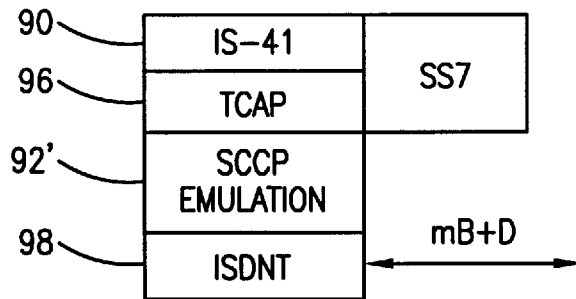 90
IS-41
96
TCAP
SS7
92'
SCCP
EMULATION
98
ISDNT
mB+D